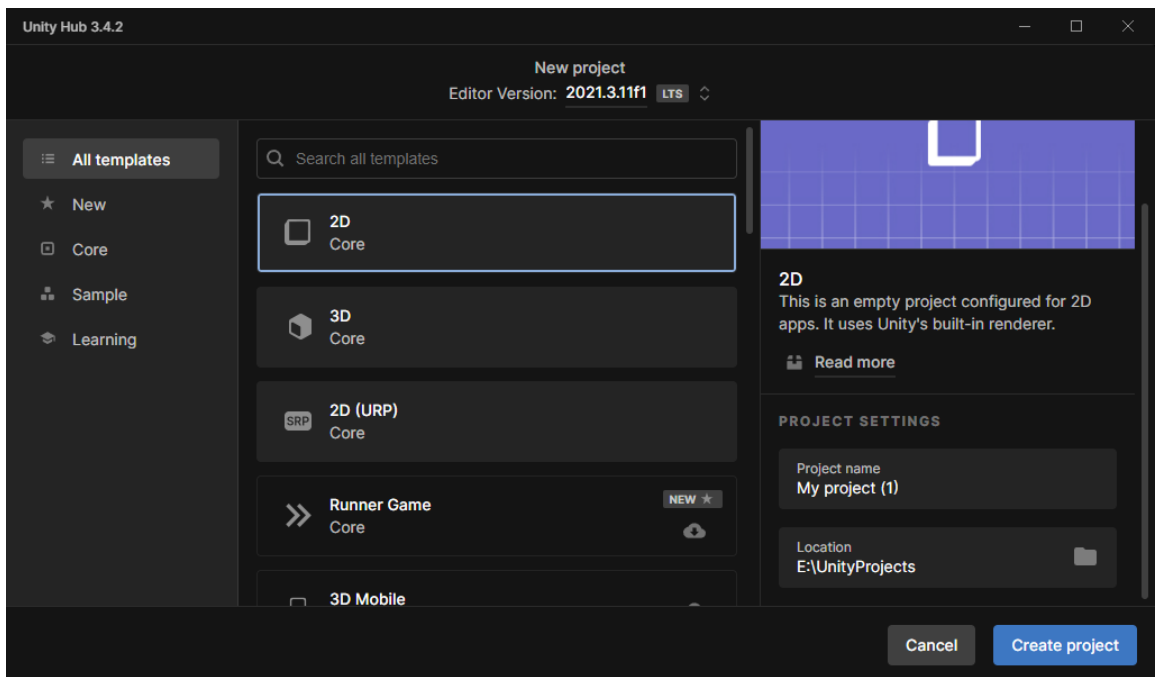 Unity Hub 3.4.2
New project
Editor Version: 2021.3.11f1 LTS
All templates
New
Core
Sample
Learning
Search all templates
2D
Core
3D
Core
SRP
2D (URP)
Core
Runner Game
Core
NEW
3D Mobile
2D
This is an empty project configured for 2D
apps. It uses Unity's built-in renderer.
Read more
PROJECT SETTINGS
Project name
My project (1)
Location
E:\UnityProjects
Cancel
Create project